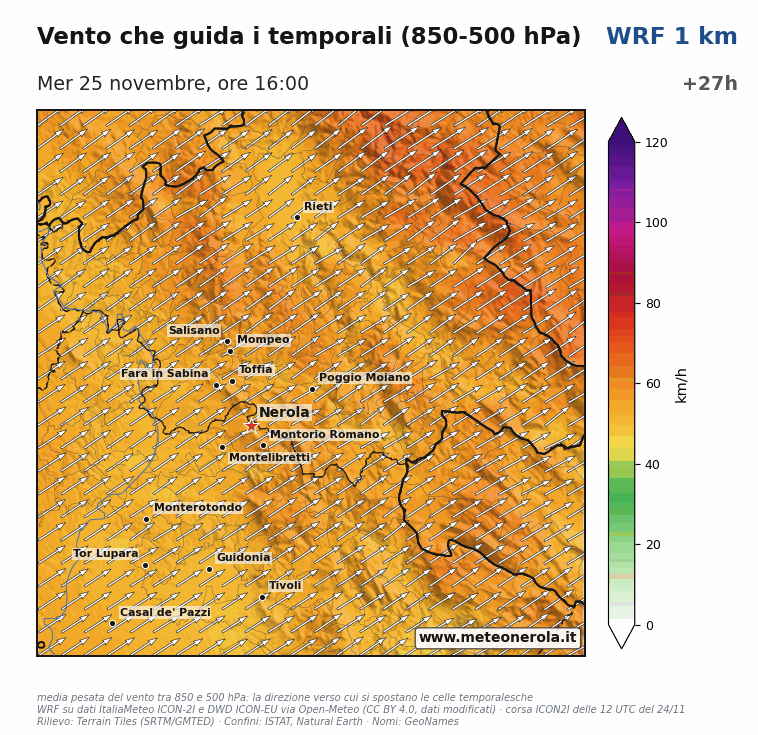 Vento che guida i temporali (850-500 hPa) WRF 1 km
Mer 25 novembre, ore 16:00 +27h
120
100
80
60
40
20
0
km/h
Rieti
Salisano
Mompeo
Fara in Sabina
Toffia
Poggio Moiano
Nerola
Montorio Romano
Montelibretti
Monterotondo
Tor Lupara
Guidonia
Tivoli
Casal de' Pazzi
www.meteonerola.it
media pesata del vento tra 850 e 500 hPa: la direzione verso cui si spostano le celle temporalesche
WRF su dati ItaliaMeteo ICON-2I e DWD ICON-EU via Open-Meteo (CC BY 4.0, dati modificati) · corsa ICON2I delle 12 UTC del 24/11
Rilievo: Terrain Tiles (SRTM/GMTED) · Confini: ISTAT, Natural Earth · Nomi: GeoNames